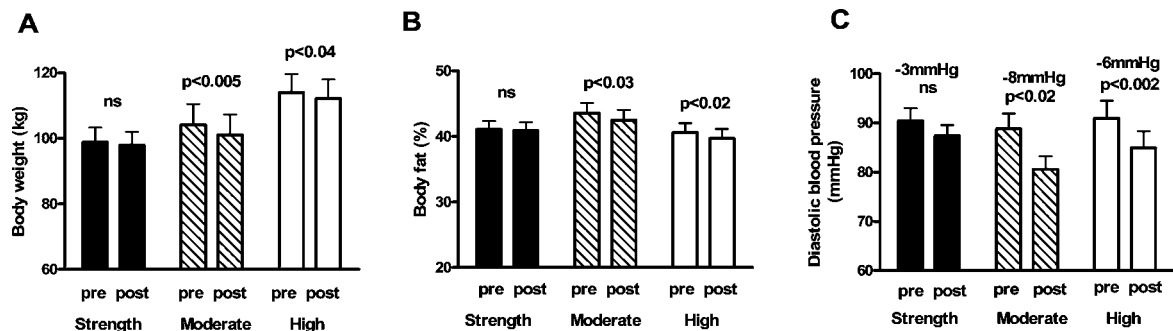 A
Body weight (kg)
120
100
80
60
ns
p<0.005
p<0.04
pre post pre post pre post
Strength Moderate High
B
Body fat (%)
50
40
30
20
ns
p<0.03
p<0.02
pre post pre post pre post
Strength Moderate High
C
Diastolic blood pressure
(mmHg)
100
90
80
70
60
-3mmHg
ns
-8mmHg
p<0.02
-6mmHg
p<0.002
pre post pre post pre post
Strength Moderate High